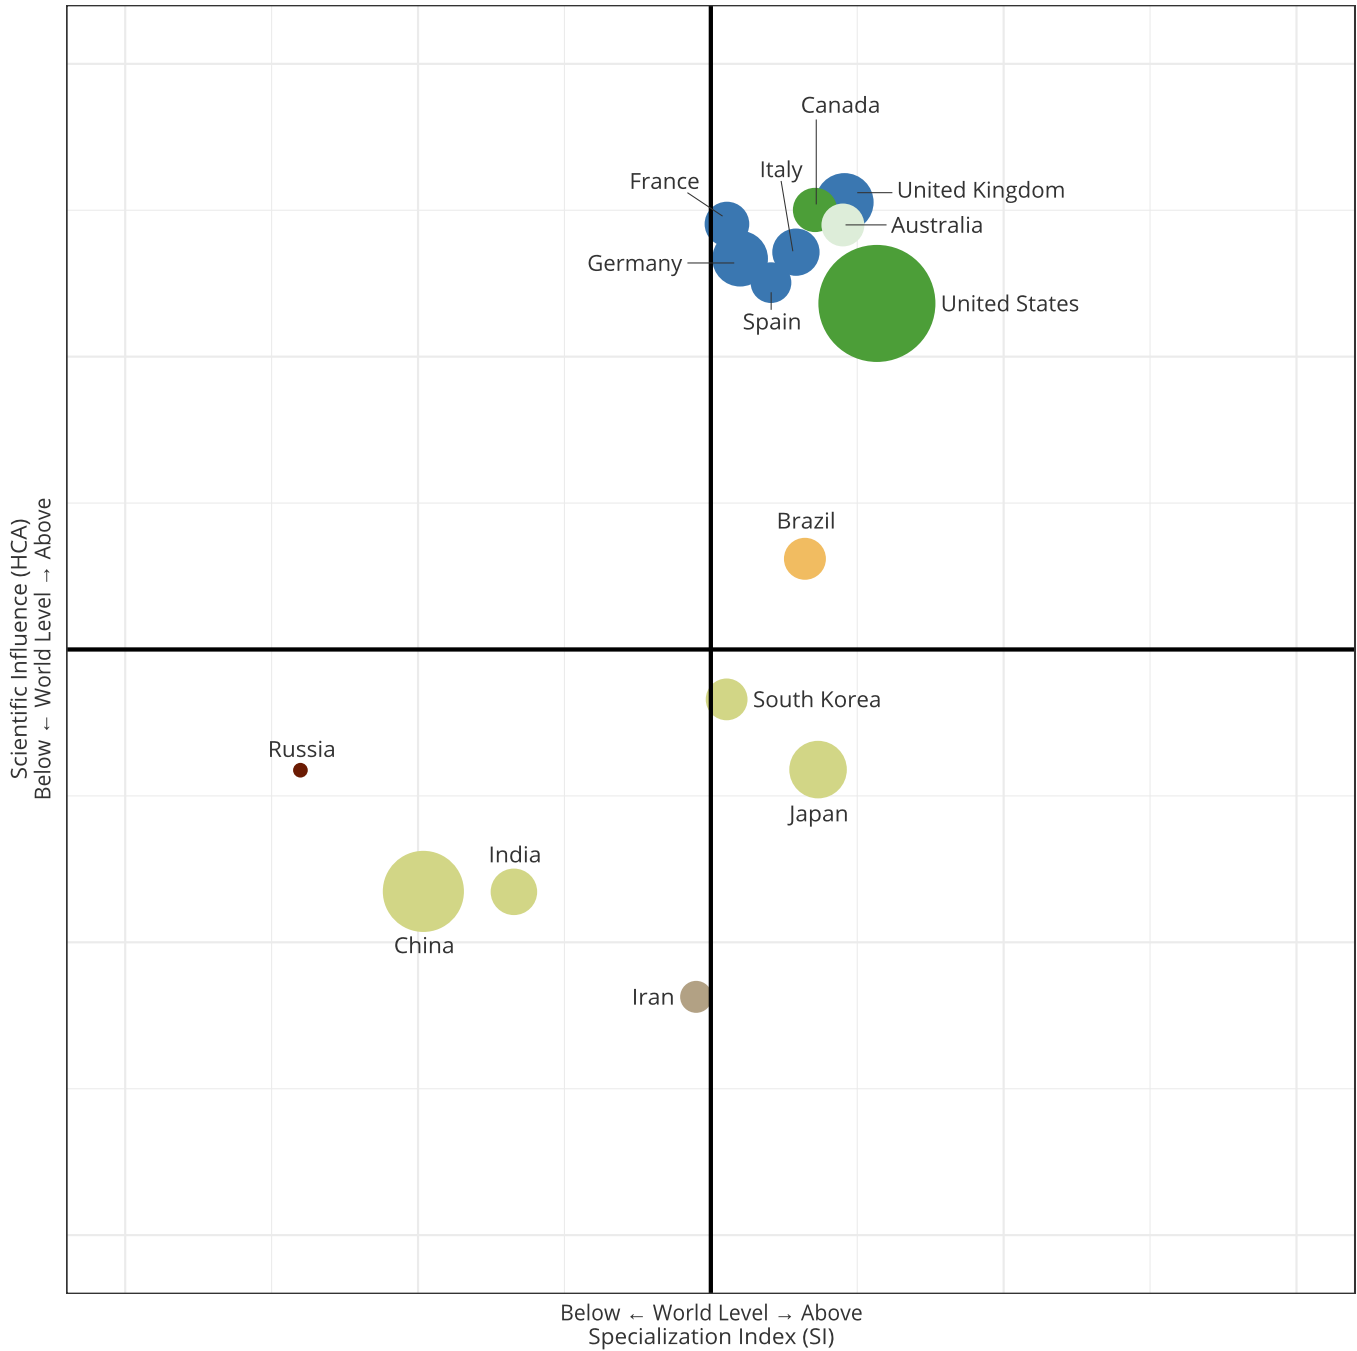 Canada
Italy
France
United Kingdom
Australia
Germany
United States
Spain
Brazil
Scientific Influence (HCA)
Below ← World Level → Above
South Korea
Russia
Japan
India
China
Iran
Below ← World Level → Above
Specialization Index (SI)